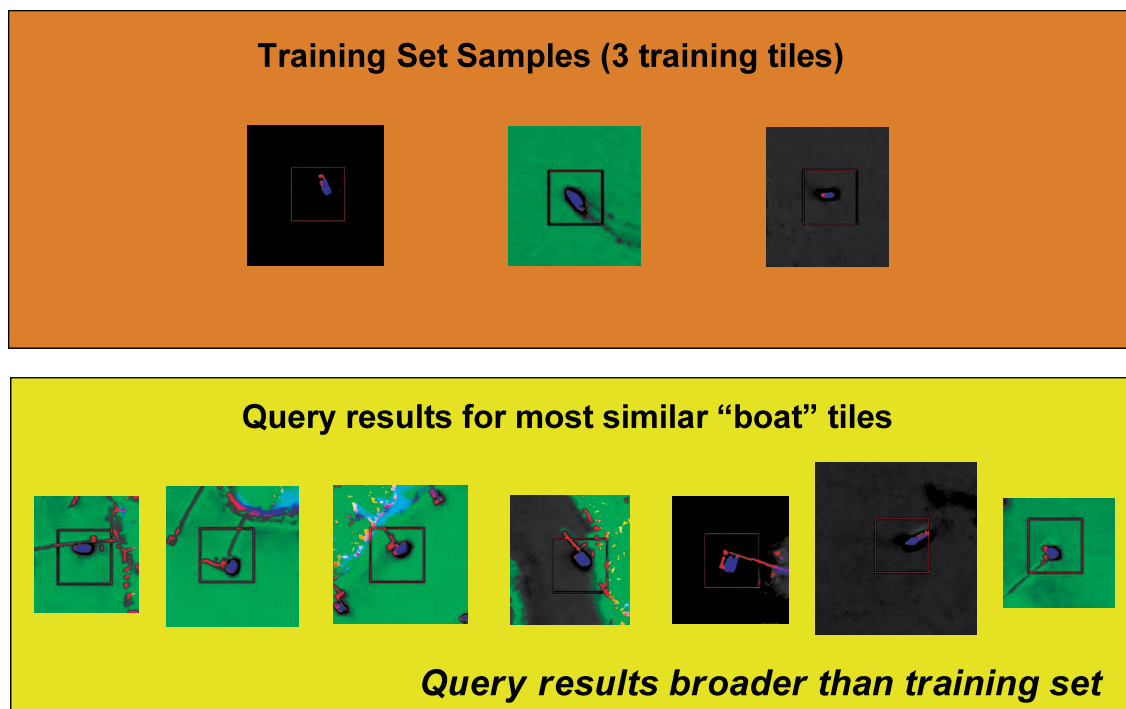 Training Set Samples (3 training tiles)
Query results for most similar “boat” tiles
Query results broader than training set